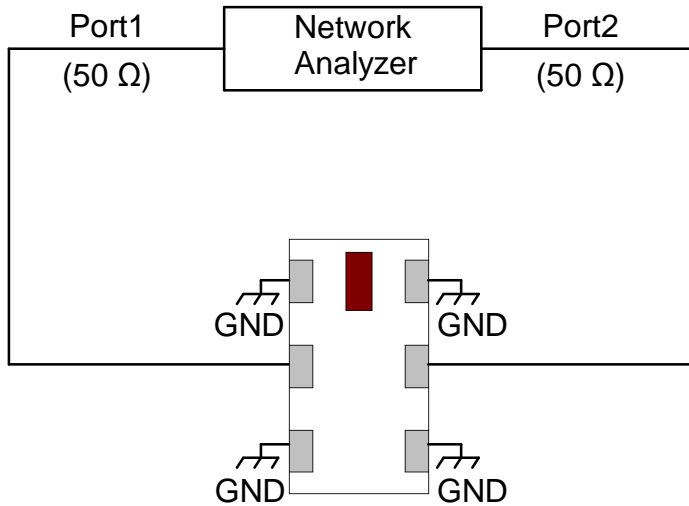 Port1
Network
Analyzer
Port2
(50 Ω)
(50 Ω)
GND
GND
GND
GND